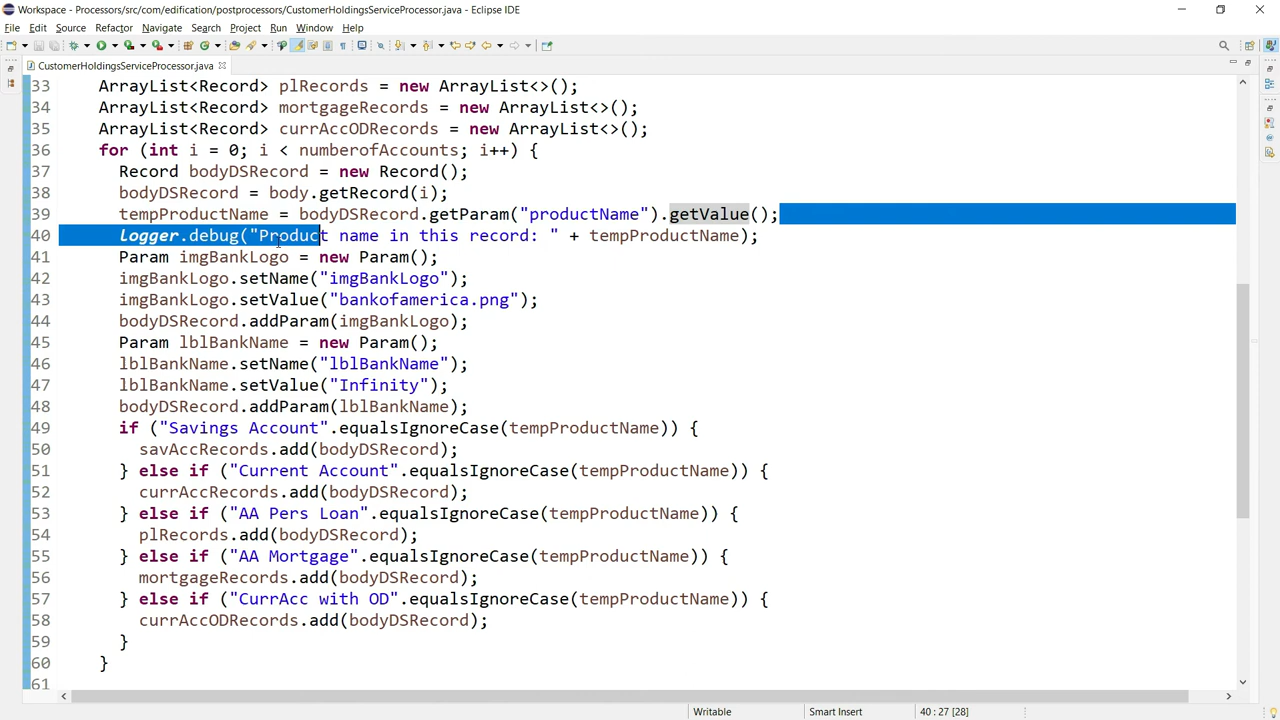 Workspace - Processors/src/com/edification/postprocessors/CustomerHoldingsServiceProcessor.java - Eclipse IDE
File Edit Source Refactor Navigate Search Project Run Window Help
CustomerHoldingsServiceProcessor.java
33 ArrayList<Record> plRecords = new ArrayList<>();
34 ArrayList<Record> mortgageRecords = new ArrayList<>();
35 ArrayList<Record> currAccODRecords = new ArrayList<>();
36 for (int i = 0; i < numberofAccounts; i++) {
37 Record bodyDSRecord = new Record();
38 bodyDSRecord = body.getRecord(i);
39 tempProductName = bodyDSRecord.getParam("productName").getValue();
40 logger.debug("Product name in this record: " + tempProductName);
41 Param imgBankLogo = new Param();
42 imgBankLogo.setName("imgBankLogo");
43 imgBankLogo.setValue("bankofamerica.png");
44 bodyDSRecord.addParam(imgBankLogo);
45 Param lblBankName = new Param();
46 lblBankName.setName("lblBankName");
47 lblBankName.setValue("Infinity");
48 bodyDSRecord.addParam(lblBankName);
49 if ("Savings Account".equalsIgnoreCase(tempProductName)) {
50 savAccRecords.add(bodyDSRecord);
51 } else if ("Current Account".equalsIgnoreCase(tempProductName)) {
52 currAccRecords.add(bodyDSRecord);
53 } else if ("AA Pers Loan".equalsIgnoreCase(tempProductName)) {
54 plRecords.add(bodyDSRecord);
55 } else if ("AA Mortgage".equalsIgnoreCase(tempProductName)) {
56 mortgageRecords.add(bodyDSRecord);
57 } else if ("CurrAcc with OD".equalsIgnoreCase(tempProductName)) {
58 currAccODRecords.add(bodyDSRecord);
59 }
60 }
61
Writable Smart Insert 40 : 27 [28]